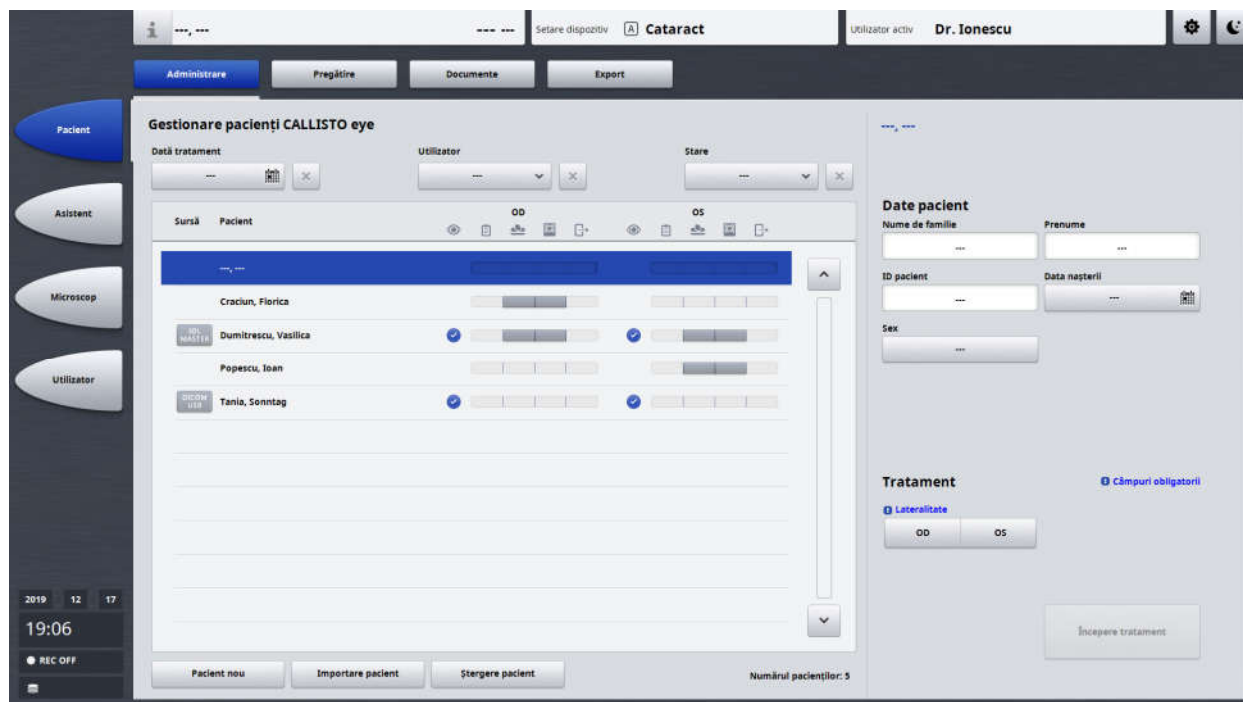 ---, ---
--- ---
Setare dispozitiv A Cataract
Utilizator activ Dr. Ionescu
Administrare
Pregătire
Documente
Export
Pacient
Asistent
Microscop
Utilizator
Gestionare pacienți CALLISTO eye
Dată tratament
Utilizator
Stare
---
---
---
Sursă Pacient OD OS
---, ---
Craciun, Florica
IOL MASTER Dumitrescu, Vasilica
Popescu, Ioan
DICOM USB Tania, Sonntag
Pacient nou
Importare pacient
Ștergere pacient
Numărul pacienților: 5
---, ---
Date pacient
Nume de familie Prenume
--- ---
ID pacient Data nașterii
--- ---
Sex
---
Tratament
Câmpuri obligatorii
Lateralitate
OD OS
Începere tratament
2019 12 17
19:06
REC OFF